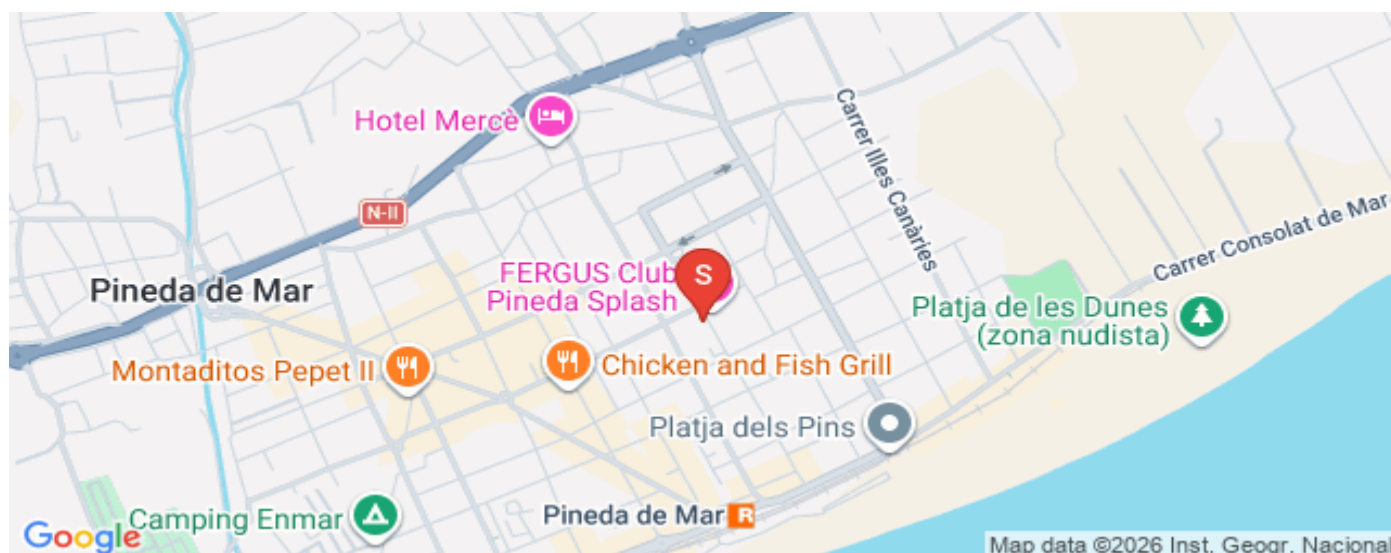 Hotel Mercè
Carrer Illes Canàries
N-II
Carrer Consolat de Mar
Pineda de Mar
FERGUS Club
Pineda Splash
S
Platja de les Dunes
(zona nudista)
Montaditos Pepet II
Chicken and Fish Grill
Platja dels Pins
Camping Enmar
Pineda de Mar
R
Google
Map data ©2026 Inst. Geogr. Nacional